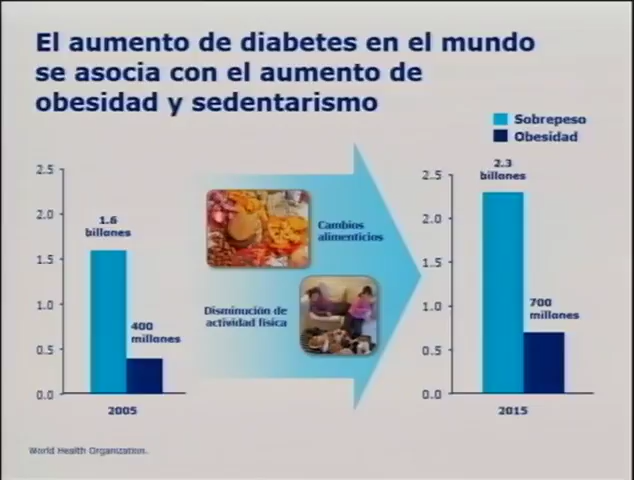 El aumento de diabetes en el mundo
se asocia con el aumento de
obesidad y sedentarismo
Sobrepeso
Obesidad
2.5
2.0
1.5
1.0
0.5
0.0
1.6
billones
400
millones
2005
Cambios
alimenticios
Disminución de
actividad física
2.5
2.0
1.5
1.0
0.5
0.0
2.3
billones
700
millones
2015
World Health Organization.